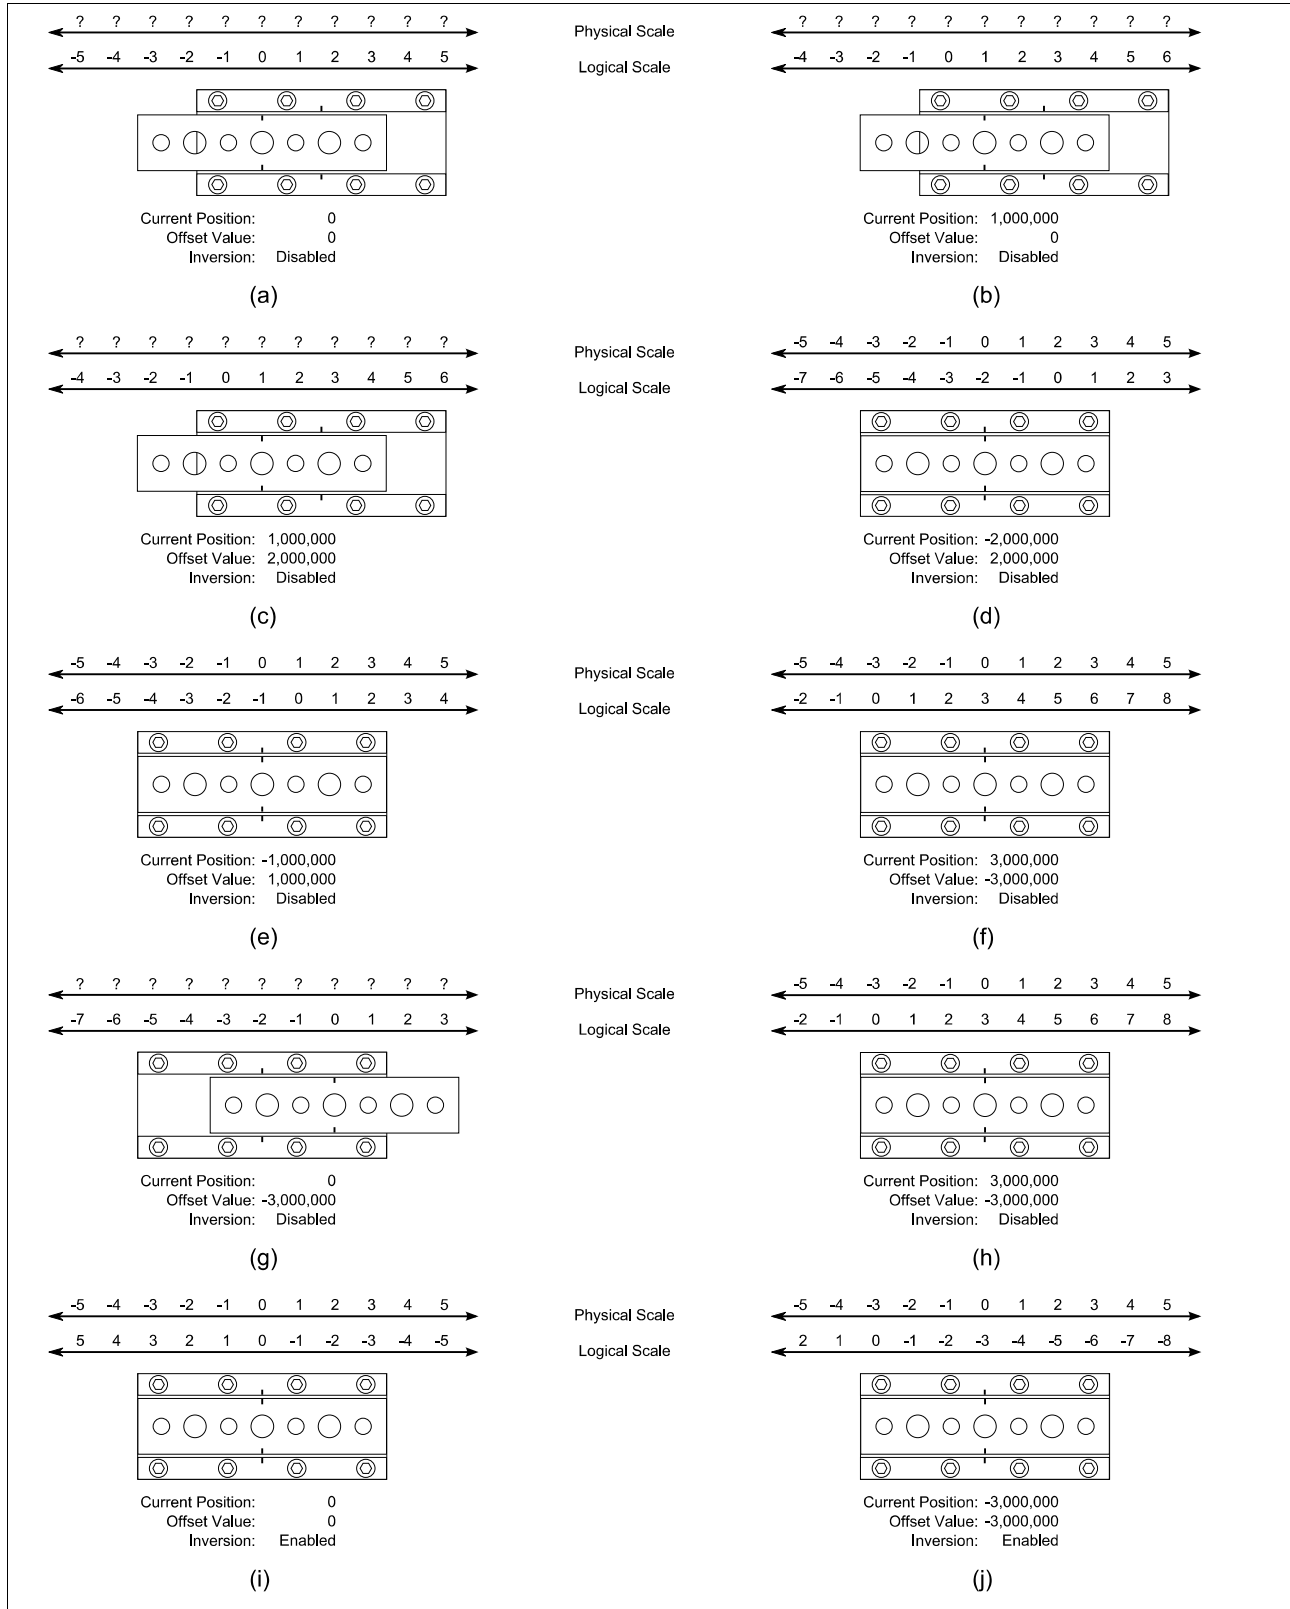 ? ? ? ? ? ? ? ? ? ? ? Physical Scale ? ? ? ? ? ? ? ? ? ? ?
-5 -4 -3 -2 -1 0 1 2 3 4 5 Logical Scale -4 -3 -2 -1 0 1 2 3 4 5 6
Current Position: 0 Current Position: 1,000,000
Offset Value: 0 Offset Value: 0
Inversion: Disabled Inversion: Disabled
(a) (b)
? ? ? ? ? ? ? ? ? ? ? Physical Scale -5 -4 -3 -2 -1 0 1 2 3 4 5
-4 -3 -2 -1 0 1 2 3 4 5 6 Logical Scale -7 -6 -5 -4 -3 -2 -1 0 1 2 3
Current Position: 1,000,000 Current Position: -2,000,000
Offset Value: 2,000,000 Offset Value: 2,000,000
Inversion: Disabled Inversion: Disabled
(c) (d)
-5 -4 -3 -2 -1 0 1 2 3 4 5 Physical Scale -5 -4 -3 -2 -1 0 1 2 3 4 5
-6 -5 -4 -3 -2 -1 0 1 2 3 4 Logical Scale -2 -1 0 1 2 3 4 5 6 7 8
Current Position: -1,000,000 Current Position: 3,000,000
Offset Value: 1,000,000 Offset Value: -3,000,000
Inversion: Disabled Inversion: Disabled
(e) (f)
? ? ? ? ? ? ? ? ? ? ? Physical Scale -5 -4 -3 -2 -1 0 1 2 3 4 5
-7 -6 -5 -4 -3 -2 -1 0 1 2 3 Logical Scale -2 -1 0 1 2 3 4 5 6 7 8
Current Position: 0 Current Position: 3,000,000
Offset Value: -3,000,000 Offset Value: -3,000,000
Inversion: Disabled Inversion: Disabled
(g) (h)
-5 -4 -3 -2 -1 0 1 2 3 4 5 Physical Scale -5 -4 -3 -2 -1 0 1 2 3 4 5
5 4 3 2 1 0 -1 -2 -3 -4 -5 Logical Scale 2 1 0 -1 -2 -3 -4 -5 -6 -7 -8
Current Position: 0 Current Position: -3,000,000
Offset Value: 0 Offset Value: -3,000,000
Inversion: Enabled Inversion: Enabled
(i) (j)